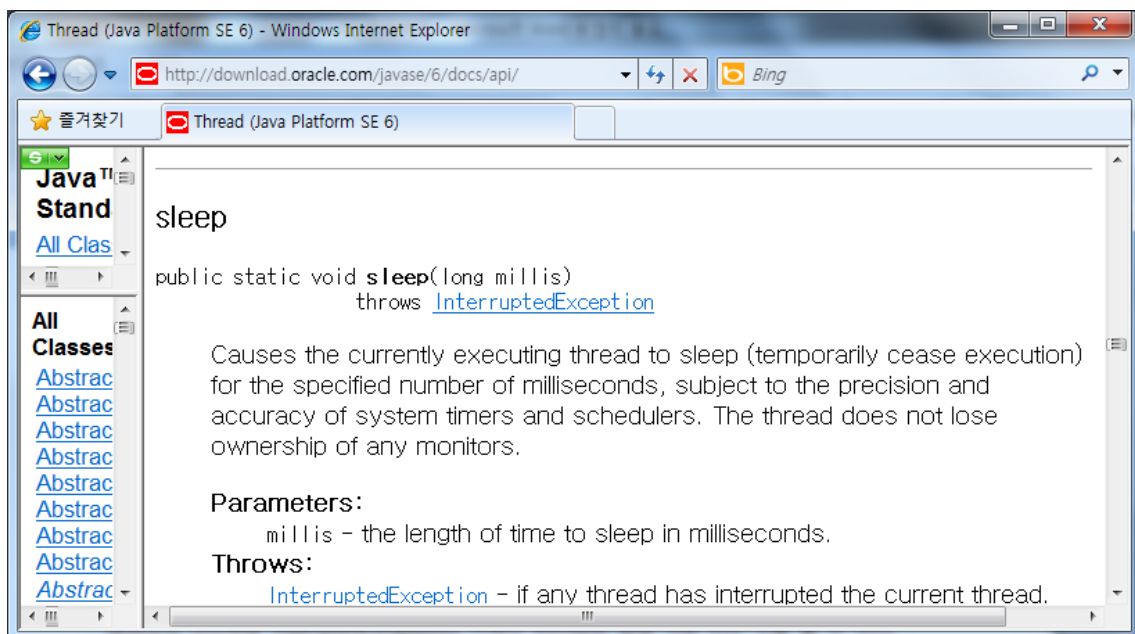 Thread (Java Platform SE 6) - Windows Internet Explorer
http://download.oracle.com/javase/6/docs/api/
Bing
즐겨찾기
Thread (Java Platform SE 6)
Java™
Stand
All Clas
All
Classes
Abstrac
Abstrac
Abstrac
Abstrac
Abstrac
Abstrac
Abstrac
Abstrac
Abstrac
sleep
public static void sleep(long millis)
throws InterruptedException
Causes the currently executing thread to sleep (temporarily cease execution)
for the specified number of milliseconds, subject to the precision and
accuracy of system timers and schedulers. The thread does not lose
ownership of any monitors.
Parameters:
millis - the length of time to sleep in milliseconds.
Throws:
InterruptedException - if any thread has interrupted the current thread.